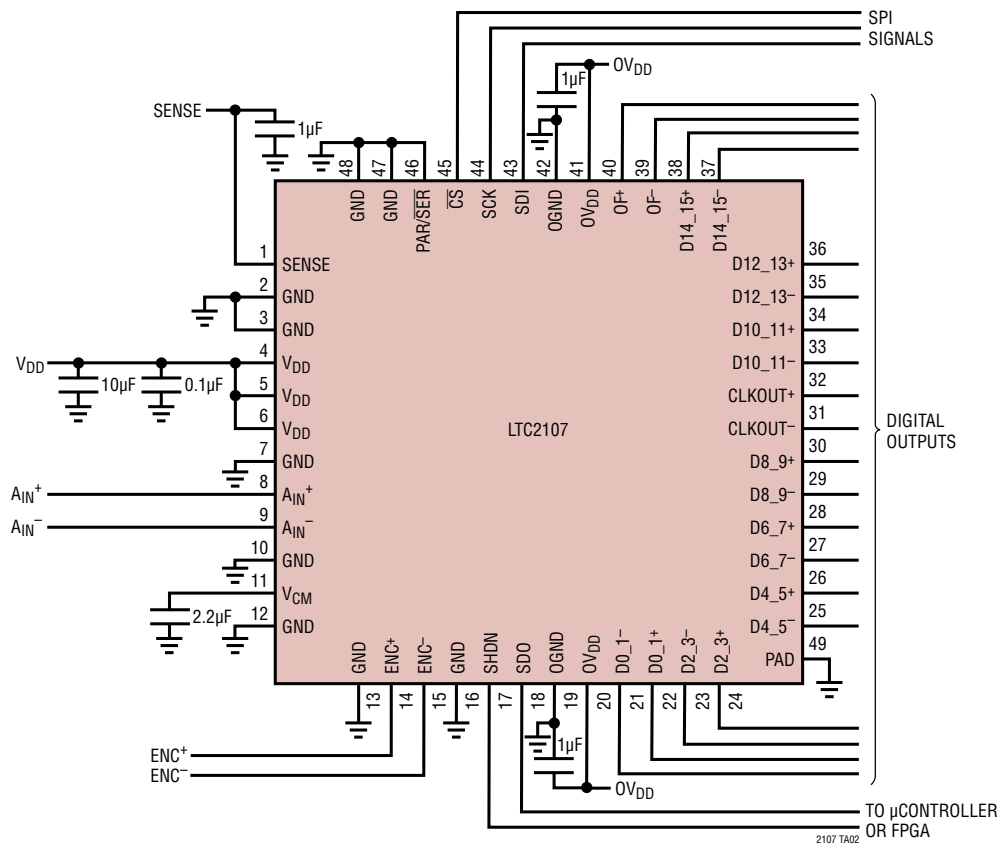 SPI
SIGNALS
OVDD
1µF
SENSE
1µF
48
47
46
45
44
43
42
41
40
39
38
37
GND
GND
PAR/SER
CS
SCK
SDI
OGND
OVDD
OF+
OF–
D14_15+
D14_15–
1
SENSE
2
GND
3
GND
VDD
10µF
0.1µF
4
VDD
5
VDD
6
VDD
7
GND
AIN+
8
AIN+
AIN–
9
AIN–
10
GND
11
VCM
2.2µF
12
GND
LTC2107
D12_13+
36
D12_13–
35
D10_11+
34
D10_11–
33
CLKOUT+
32
CLKOUT–
31
D8_9+
30
D8_9–
29
D6_7+
28
D6_7–
27
D4_5+
26
D4_5–
25
PAD
49
DIGITAL
OUTPUTS
GND
ENC+
ENC–
GND
SHDN
SDO
OGND
OVDD
D0_1–
D0_1+
D2_3–
D2_3+
13
14
15
16
17
18
19
20
21
22
23
24
1µF
ENC+
ENC–
OVDD
TO µCONTROLLER
OR FPGA
2107 TA02